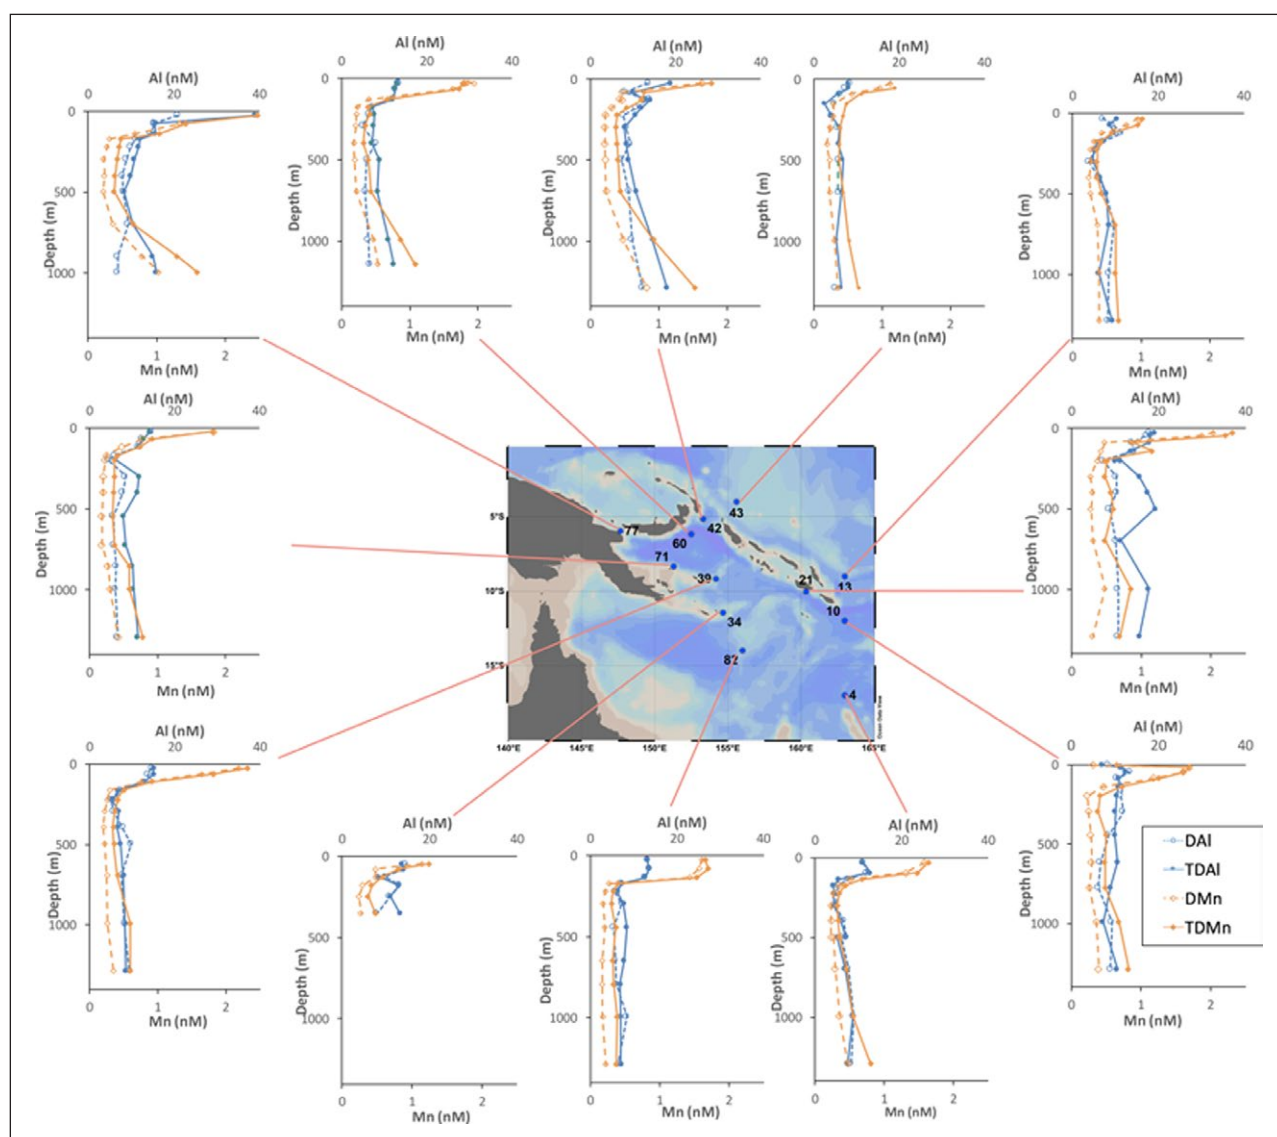 Al (nM)
0 20 40
Depth (m)
0
500
1000
0 1 2
Mn (nM)
Al (nM)
0 20 40
Depth (m)
0
500
1000
0 1 2
Mn (nM)
Al (nM)
0 20 40
Depth (m)
0
500
1000
0 1 2
Mn (nM)
Al (nM)
0 20 40
Depth (m)
0
500
1000
0 1 2
Mn (nM)
Al (nM)
0 20 40
Depth (m)
0
500
1000
0 1 2
Mn (nM)
Al (nM)
0 20 40
Depth (m)
0
500
1000
0 1 2
Mn (nM)
5°S
10°S
15°S
77
60
42
43
71
39
21
13
10
34
82
4
140°E 145°E 150°E 155°E 160°E 165°E
Ocean Data View
Al (nM)
0 20 40
Depth (m)
0
500
1000
0 1 2
Mn (nM)
Al (nM)
0 20 40
Depth (m)
0
500
1000
0 1 2
Mn (nM)
Al (nM)
0 20 40
Depth (m)
0
500
1000
0 1 2
Mn (nM)
Al (nM)
0 20 40
Depth (m)
0
500
1000
0 1 2
Mn (nM)
Al (nM)
0 20 40
Depth (m)
0
500
1000
0 1 2
Mn (nM)
Al (nM)
0 20 40
Depth (m)
0
500
1000
0 1 2
Mn (nM)
DAl
TDAl
DMn
TDMn